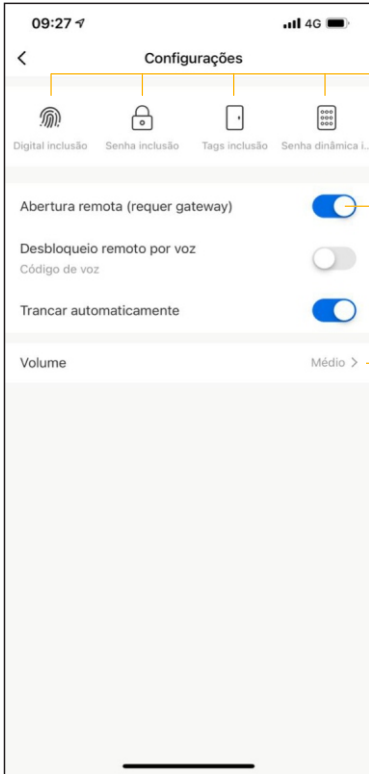 09:27
4G
Configurações
Digital inclusão
Senha inclusão
Tags inclusão
Senha dinâmica i...
Abertura remota (requer gateway)
Desbloqueio remoto por voz
Código de voz
Trancar automaticamente
Volume
Médio >